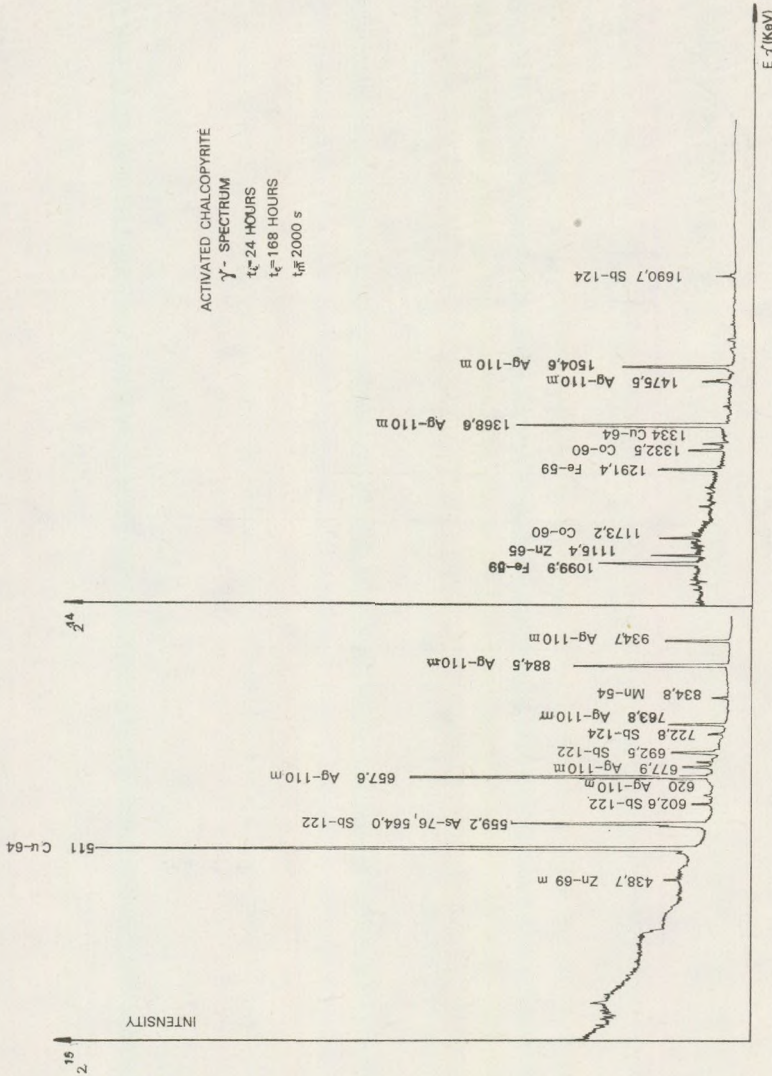 ACTIVATED CHALCOPYRITE
γ - SPECTRUM
tᵢ= 24 HOURS
t꜀= 168 HOURS
tₘ= 2000 s
INTENSITY
2¹⁶
438,7 Zn-69 m
511 Cu-64
559,2 As-76, 564,0 Sb-122
602,6 Sb-122
620 Ag-110m
657.6 Ag-110m
677,9 Ag-110m
692,5 Sb-122
722,8 Sb-124
763,8 Ag-110m
834,8 Mn-54
884,5 Ag-110m
934,7 Ag-110m
2¹⁴
1099,9 Fe-59
1115,4 Zn-65
1173,2 Co-60
1291,4 Fe-59
1332,5 Co-60
1334 Cu-64
1368,6 Ag-110m
1475,5 Ag-110m
1504,6 Ag-110m
1690,7 Sb-124
E γ (KeV)